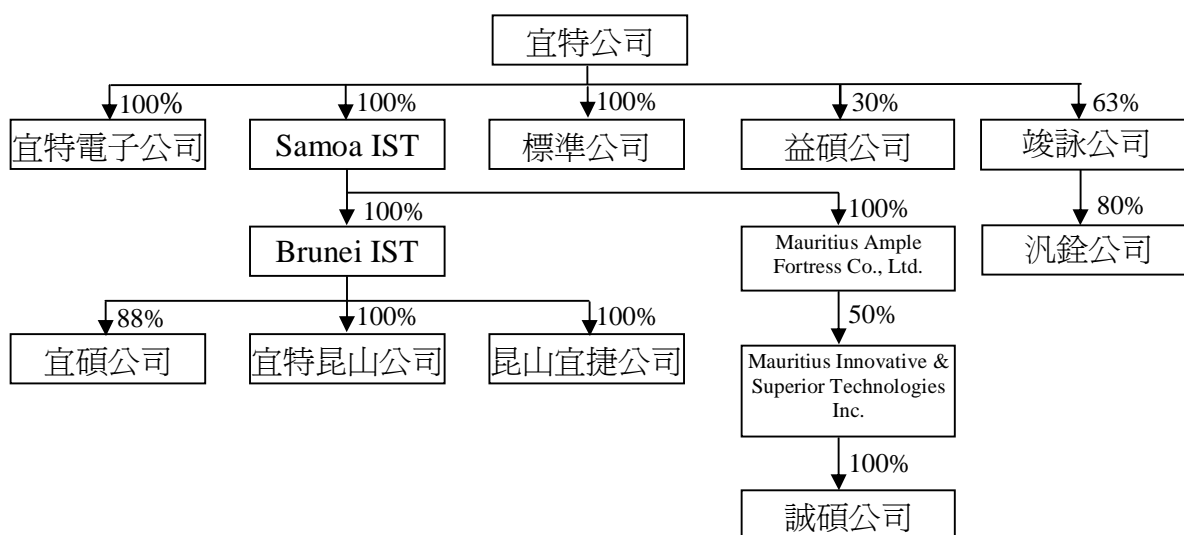 宜特公司
100%
100%
100%
30%
63%
宜特電子公司
Samoa IST
標準公司
益碩公司
竣詠公司
100%
100%
80%
Brunei IST
Mauritius Ample
Fortress Co., Ltd.
汎銓公司
88%
100%
100%
50%
宜碩公司
宜特昆山公司
昆山宜捷公司
Mauritius Innovative &
Superior Technologies
Inc.
100%
誠碩公司